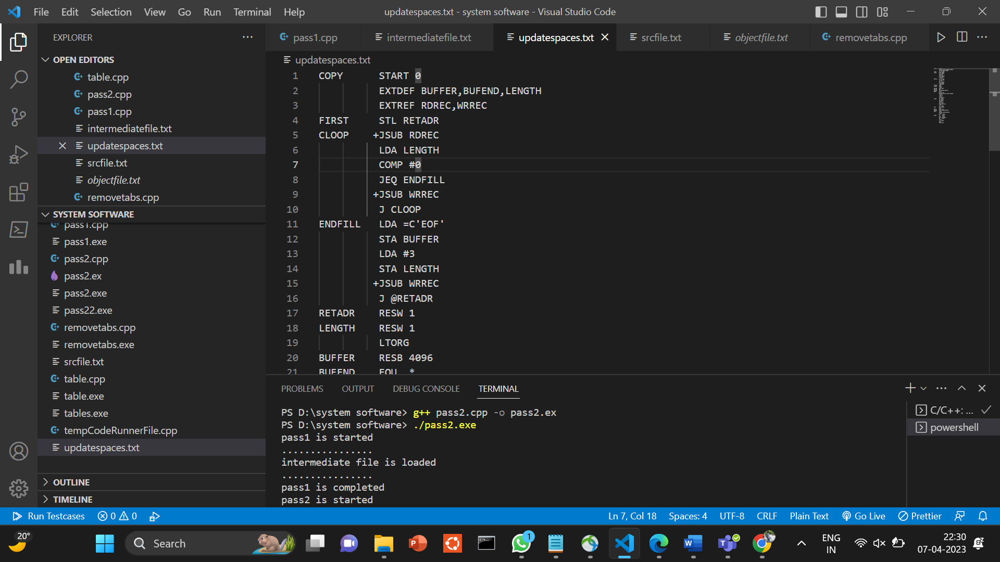 File Edit Selection View Go Run Terminal Help
updatespaces.txt - system software - Visual Studio Code
EXPLORER
OPEN EDITORS
table.cpp
pass2.cpp
pass1.cpp
intermediatefile.txt
updatespaces.txt
srcfile.txt
objectfile.txt
removetabs.cpp
SYSTEM SOFTWARE
pass1.cpp
pass1.exe
pass2.cpp
pass2.ex
pass2.exe
pass22.exe
removetabs.cpp
removetabs.exe
srcfile.txt
table.cpp
table.exe
tables.exe
tempCodeRunnerFile.cpp
updatespaces.txt
OUTLINE
TIMELINE
pass1.cpp intermediatefile.txt updatespaces.txt srcfile.txt objectfile.txt removetabs.cpp
updatespaces.txt
1 COPY START 0
2 EXTDEF BUFFER,BUFEND,LENGTH
3 EXTREF RDREC,WRREC
4 FIRST STL RETADR
5 CLOOP +JSUB RDREC
6 LDA LENGTH
7 COMP #0
8 JEQ ENDFILL
9 +JSUB WRREC
10 J CLOOP
11 ENDFILL LDA =C'EOF'
12 STA BUFFER
13 LDA #3
14 STA LENGTH
15 +JSUB WRREC
16 J @RETADR
17 RETADR RESW 1
18 LENGTH RESW 1
19 LTORG
20 BUFFER RESB 4096
21 BUFEND EQU *
PROBLEMS OUTPUT DEBUG CONSOLE TERMINAL
PS D:\system software> g++ pass2.cpp -o pass2.ex
PS D:\system software> ./pass2.exe
pass1 is started
................
intermediate file is loaded
................
pass1 is completed
pass2 is started
C/C++: ...
powershell
Run Testcases 0 0 Ln 7, Col 18 Spaces: 4 UTF-8 CRLF Plain Text Go Live Prettier
20° Search 1 ENG IN 22:30 07-04-2023